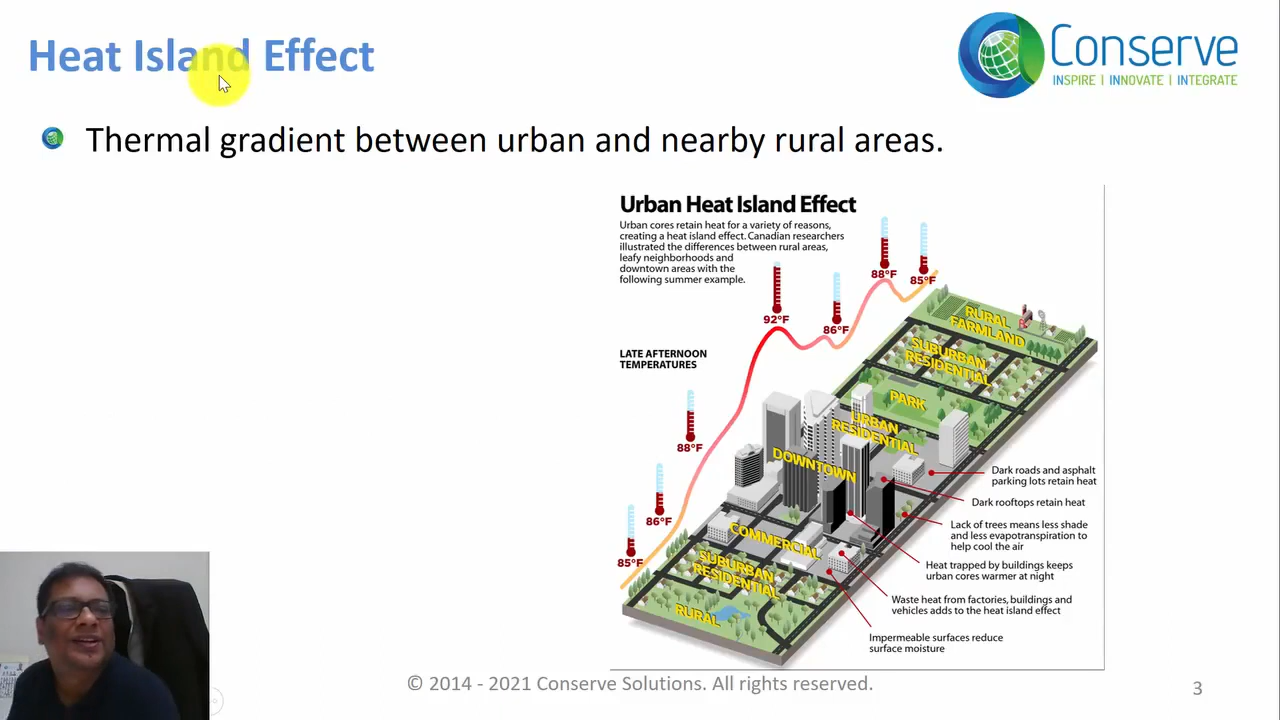 Heat Island Effect
Conserve
INSPIRE | INNOVATE | INTEGRATE
Thermal gradient between urban and nearby rural areas.
Urban Heat Island Effect
Urban cores retain heat for a variety of reasons,
creating a heat island effect. Canadian researchers
illustrated the differences between rural areas,
leafy neighborhoods and
downtown areas with the
following summer example.
88°F
85°F
92°F
86°F
LATE AFTERNOON
TEMPERATURES
88°F
86°F
85°F
RURAL
FARMLAND
SUBURBAN
RESIDENTIAL
PARK
URBAN
RESIDENTIAL
DOWNTOWN
COMMERCIAL
SUBURBAN
RESIDENTIAL
RURAL
Dark roads and asphalt
parking lots retain heat
Dark rooftops retain heat
Lack of trees means less shade
and less evapotranspiration to
help cool the air
Heat trapped by buildings keeps
urban cores warmer at night
Waste heat from factories, buildings and
vehicles adds to the heat island effect
Impermeable surfaces reduce
surface moisture
© 2014 - 2021 Conserve Solutions. All rights reserved.
3